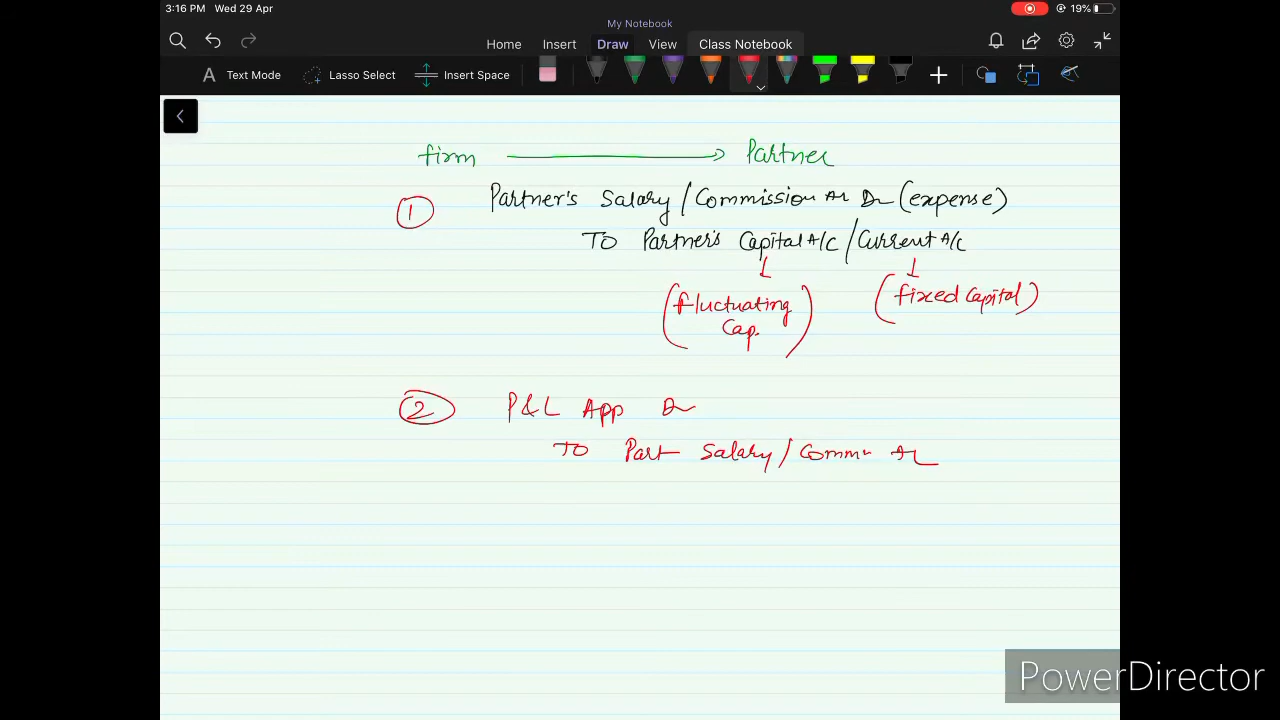 3:16 PM Wed 29 Apr 19%
My Notebook
Home Insert Draw View Class Notebook
A Text Mode Lasso Select Insert Space
firm Partner
1 Partner's Salary/Commission A/c Dr (expense)
TO Partner's Capital A/C / Current A/C
(fluctuating Cap.) (fixed Capital)
2 P&L App Dr
TO Part Salary/Comm A/c
PowerDirector